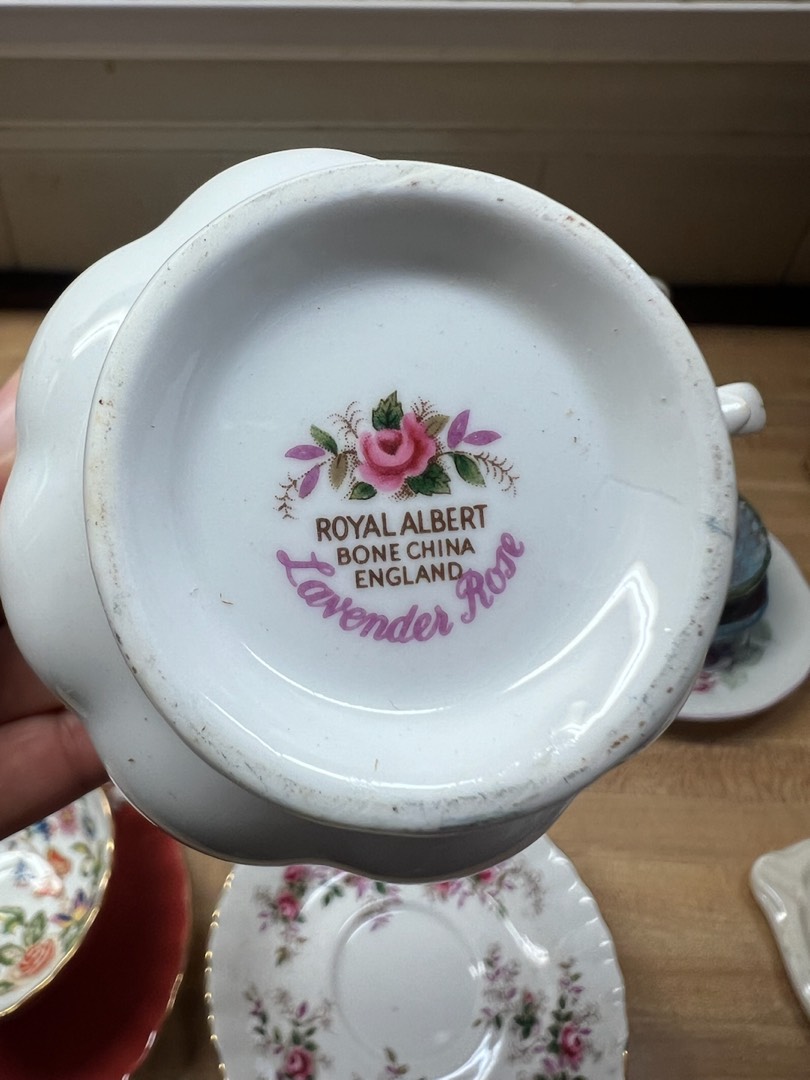 ROYAL ALBERT
BONE CHINA
ENGLAND
Lavender Rose